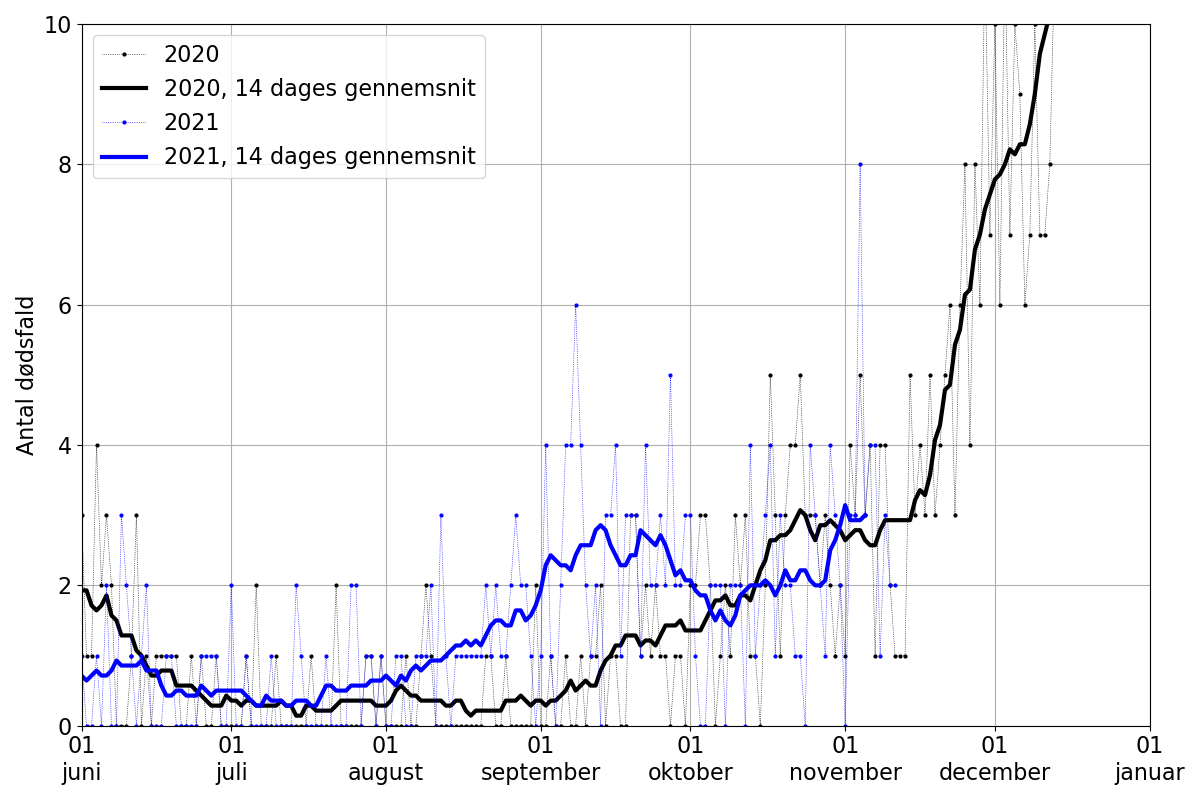 10
8
6
4
2
0
Antal dødsfald
2020
2020, 14 dages gennemsnit
2021
2021, 14 dages gennemsnit
01 01 01 01 01 01 01 01
juni juli august september oktober november december januar